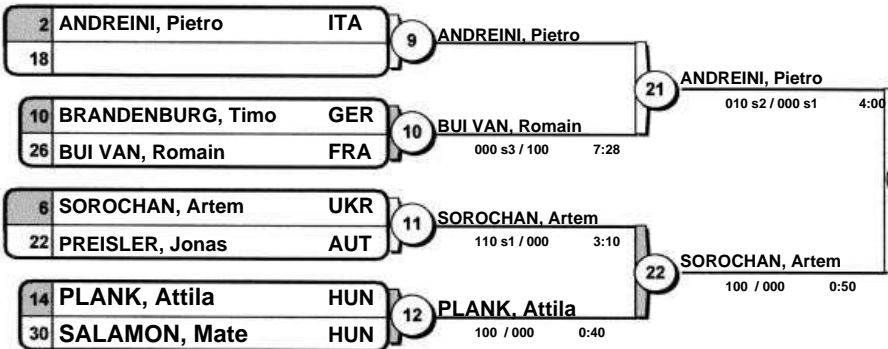 2 ANDREINI, Pietro ITA
18
9 ANDREINI, Pietro
10 BRANDENBURG, Timo GER
26 BUI VAN, Romain FRA
10 BUI VAN, Romain
000 s3 / 100 7:28
21 ANDREINI, Pietro
010 s2 / 000 s1 4:00
6 SOROCHAN, Artem UKR
22 PREISLER, Jonas AUT
11 SOROCHAN, Artem
110 s1 / 000 3:10
14 PLANK, Attila HUN
30 SALAMON, Mate HUN
12 PLANK, Attila
100 / 000 0:40
22 SOROCHAN, Artem
100 / 000 0:50